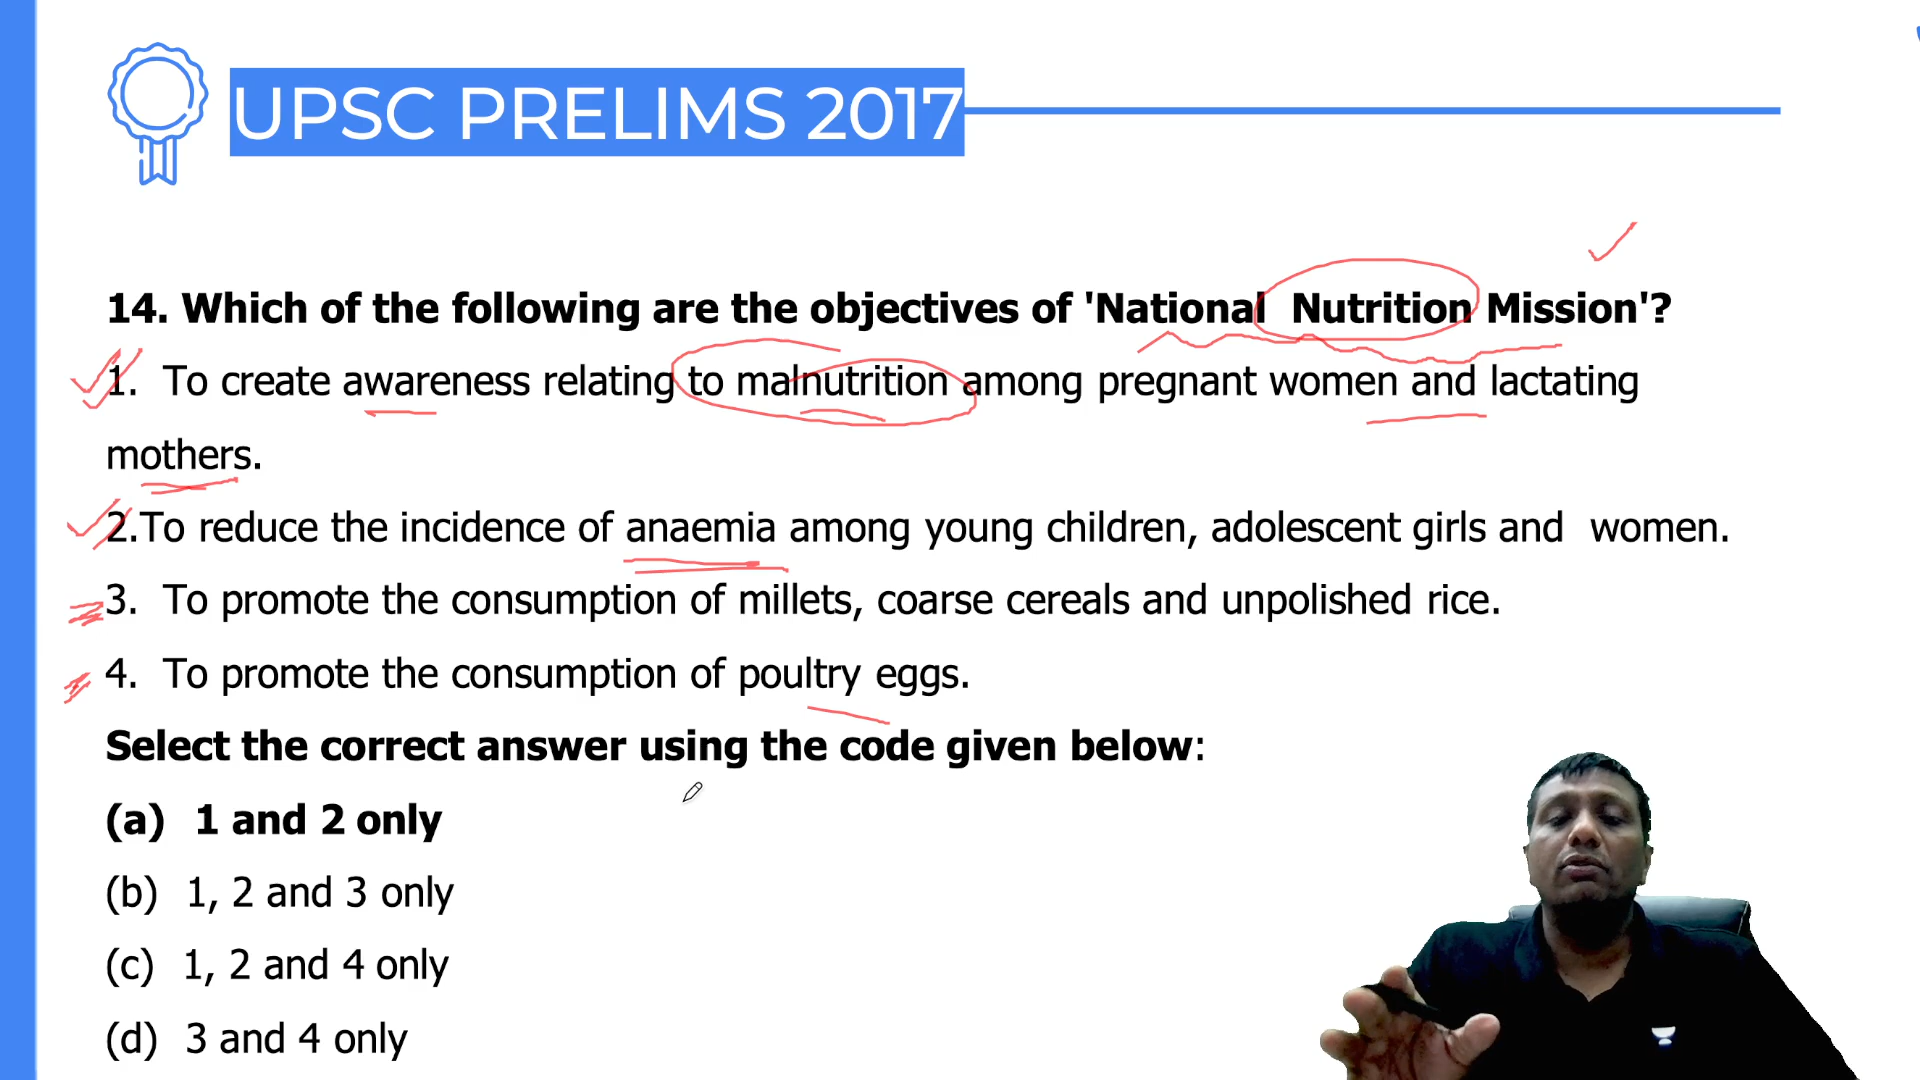 UPSC PRELIMS 2017
14. Which of the following are the objectives of 'National Nutrition Mission'?
1. To create awareness relating to malnutrition among pregnant women and lactating
mothers.
2.To reduce the incidence of anaemia among young children, adolescent girls and women.
3. To promote the consumption of millets, coarse cereals and unpolished rice.
4. To promote the consumption of poultry eggs.
Select the correct answer using the code given below:
(a) 1 and 2 only
(b) 1, 2 and 3 only
(c) 1, 2 and 4 only
(d) 3 and 4 only